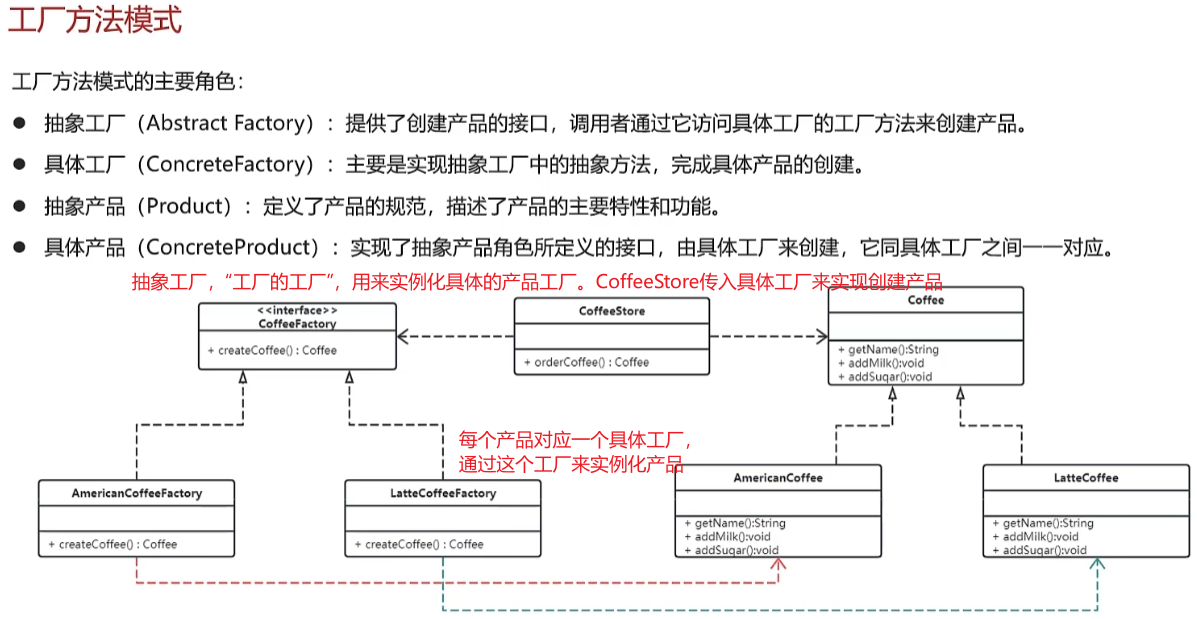 工厂方法模式
工厂方法模式的主要角色：
● 抽象工厂（Abstract Factory）：提供了创建产品的接口，调用者通过它访问具体工厂的工厂方法来创建产品。
● 具体工厂（ConcreteFactory）：主要是实现抽象工厂中的抽象方法，完成具体产品的创建。
● 抽象产品（Product）：定义了产品的规范，描述了产品的主要特性和功能。
● 具体产品（ConcreteProduct）：实现了抽象产品角色所定义的接口，由具体工厂来创建，它同具体工厂之间一一对应。
抽象工厂，“工厂的工厂”，用来实例化具体的产品工厂。CoffeeStore传入具体工厂来实现创建产品
<<interface>>
CoffeeFactory
+ createCoffee() : Coffee
CoffeeStore
+ orderCoffee() : Coffee
Coffee
+ getName():String
+ addMilk():void
+ addSuqar():void
每个产品对应一个具体工厂，
通过这个工厂来实例化产品
AmericanCoffeeFactory
+ createCoffee() : Coffee
LatteCoffeeFactory
+ createCoffee() : Coffee
AmericanCoffee
+ getName():String
+ addMilk():void
+ addSuqar():void
LatteCoffee
+ getName():String
+ addMilk():void
+ addSuqar():void